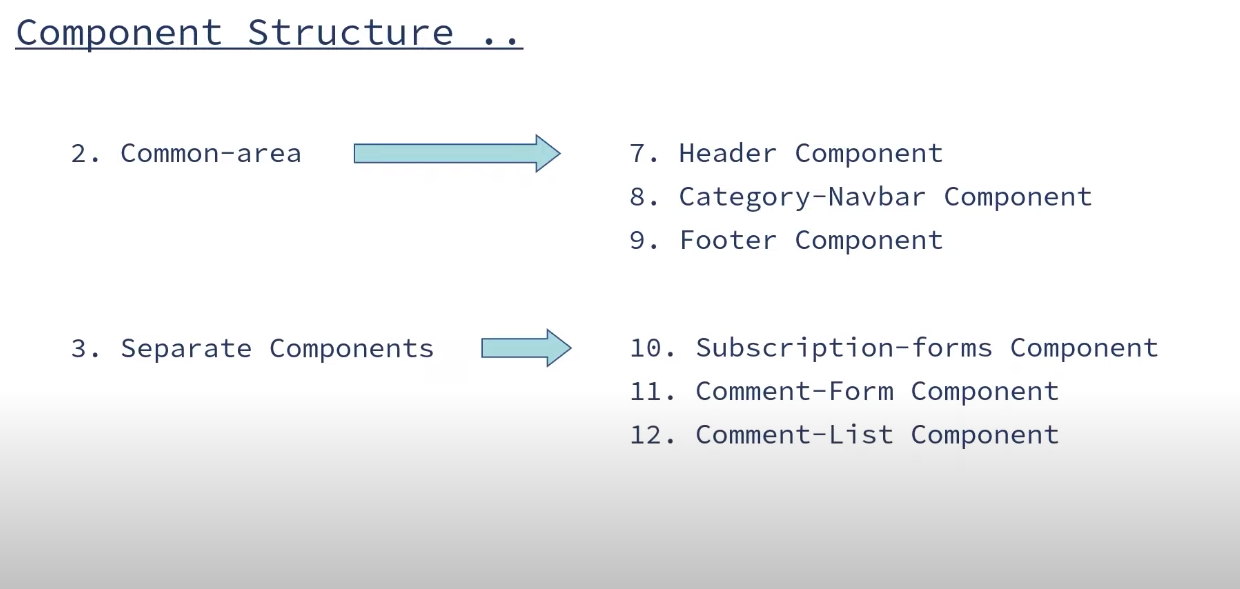 Component Structure ..
2. Common-area
7. Header Component
8. Category-Navbar Component
9. Footer Component
3. Separate Components
10. Subscription-forms Component
11. Comment-Form Component
12. Comment-List Component